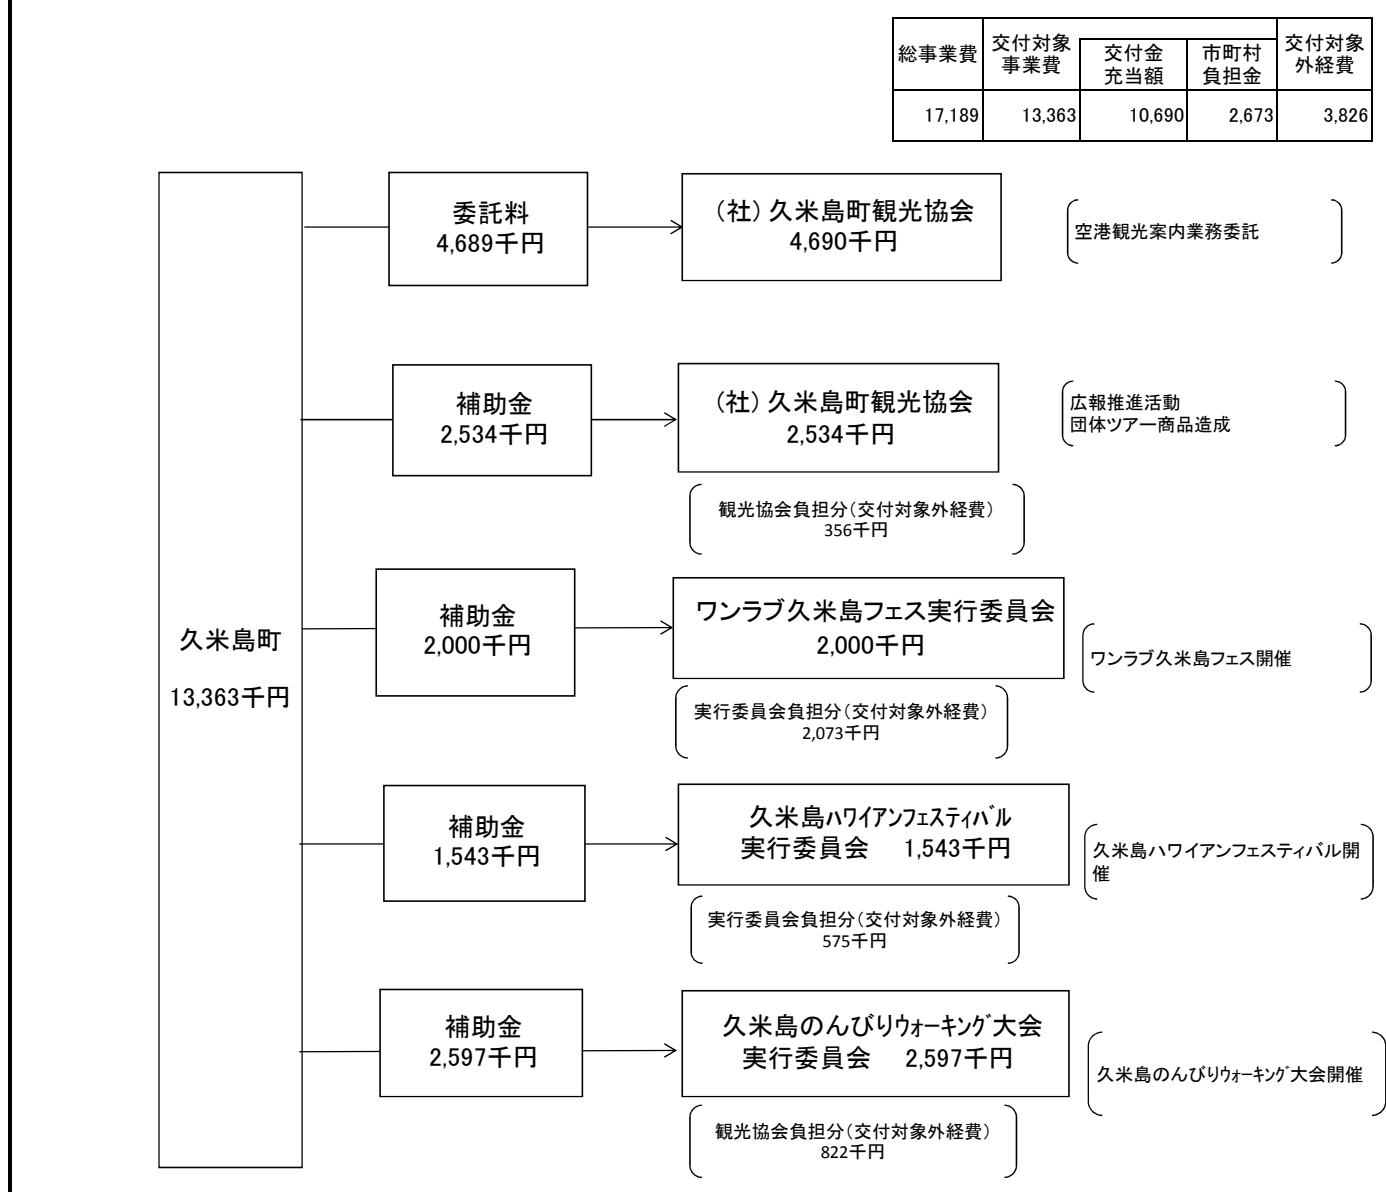 総事業費
交付対象
事業費
交付金
充当額
市町村
負担金
交付対象
外経費
17,189
13,363
10,690
2,673
3,826
久米島町
13,363千円
委託料
4,689千円
(社)久米島町観光協会
4,690千円
空港観光案内業務委託
補助金
2,534千円
(社)久米島町観光協会
2,534千円
広報推進活動
団体ツアー商品造成
観光協会負担分(交付対象外経費)
356千円
補助金
2,000千円
ワンラブ久米島フェス実行委員会
2,000千円
ワンラブ久米島フェス開催
実行委員会負担分(交付対象外経費)
2,073千円
補助金
1,543千円
久米島ﾊﾜｲｱﾝﾌｪｽﾃｨﾊﾞﾙ
実行委員会 1,543千円
久米島ハワイアンフェスティバル開
催
実行委員会負担分(交付対象外経費)
575千円
補助金
2,597千円
久米島のんびりｳｫｰｷﾝｸﾞ大会
実行委員会 2,597千円
久米島のんびりｳｫｰｷﾝｸﾞ大会開催
観光協会負担分(交付対象外経費)
822千円